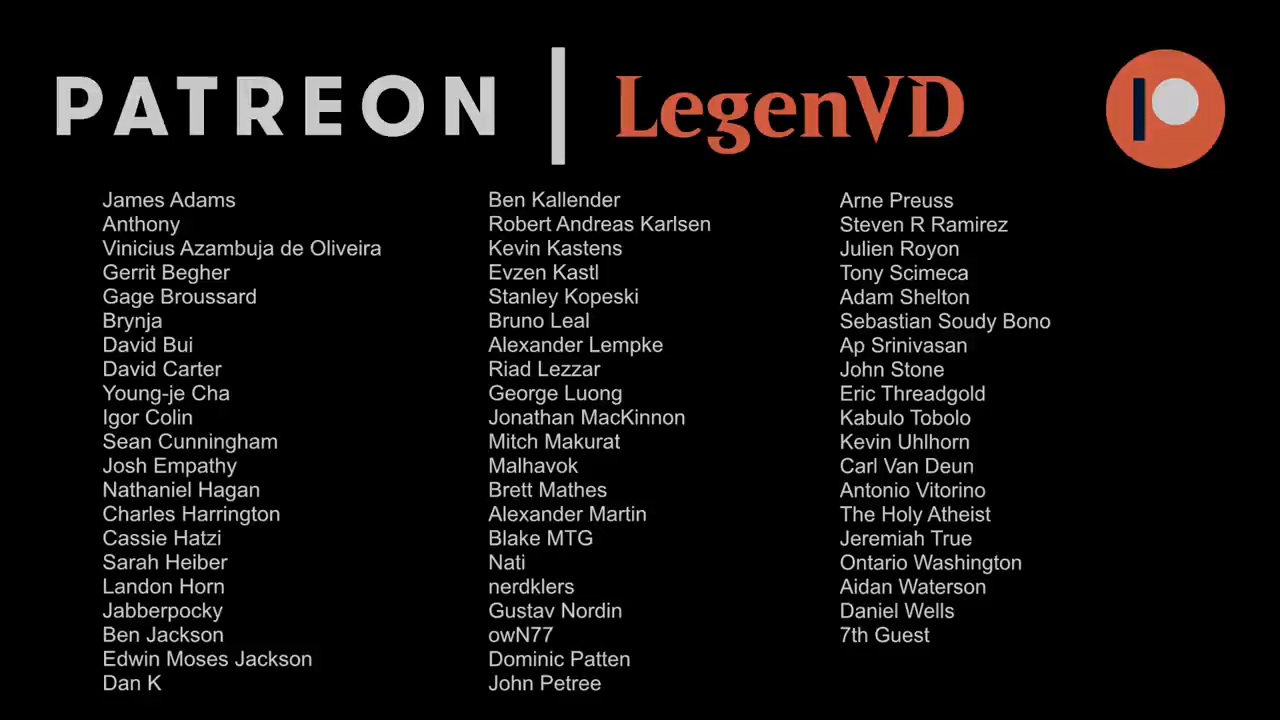 PATREON | LegenVD
James Adams
Anthony
Vinicius Azambuja de Oliveira
Gerrit Begher
Gage Broussard
Brynja
David Bui
David Carter
Young-je Cha
Igor Colin
Sean Cunningham
Josh Empathy
Nathaniel Hagan
Charles Harrington
Cassie Hatzi
Sarah Heiber
Landon Horn
Jabberpocky
Ben Jackson
Edwin Moses Jackson
Dan K
Ben Kallender
Robert Andreas Karlsen
Kevin Kastens
Evzen Kastl
Stanley Kopeski
Bruno Leal
Alexander Lempke
Riad Lezzar
George Luong
Jonathan MacKinnon
Mitch Makurat
Malhavok
Brett Mathes
Alexander Martin
Blake MTG
Nati
nerdklers
Gustav Nordin
owN77
Dominic Patten
John Petree
Arne Preuss
Steven R Ramirez
Julien Royon
Tony Scimeca
Adam Shelton
Sebastian Soudy Bono
Ap Srinivasan
John Stone
Eric Threadgold
Kabulo Tobolo
Kevin Uhlhorn
Carl Van Deun
Antonio Vitorino
The Holy Atheist
Jeremiah True
Ontario Washington
Aidan Waterson
Daniel Wells
7th Guest